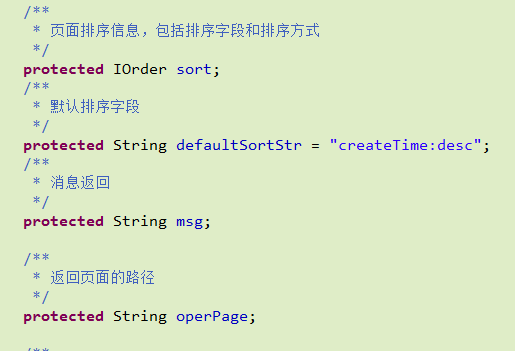 /**
* 页面排序信息，包括排序字段和排序方式
*/
protected IOrder sort;
/**
* 默认排序字段
*/
protected String defaultSortStr = "createTime:desc";
/**
* 消息返回
*/
protected String msg;
/**
* 返回页面的路径
*/
protected String operPage;
/**